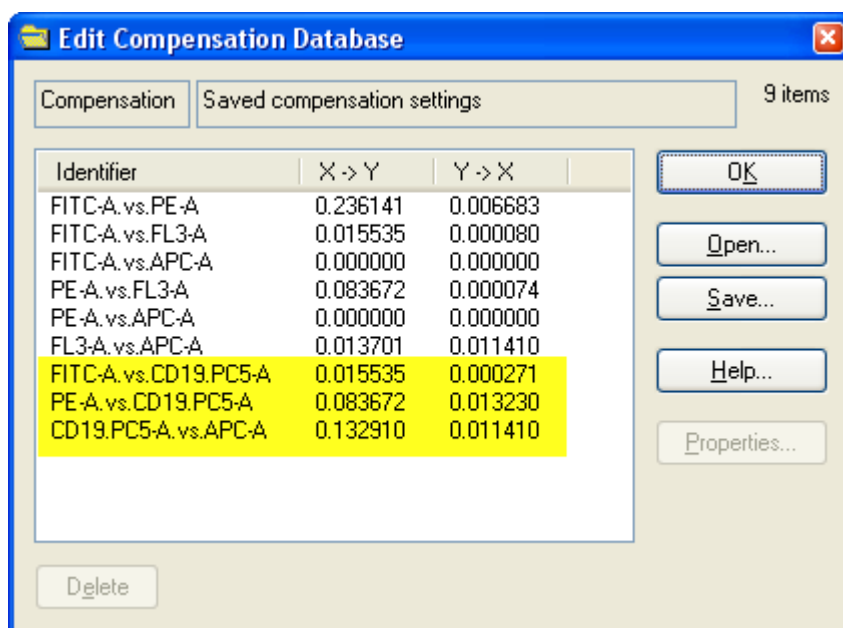 Edit Compensation Database
Compensation Saved compensation settings 9 items
Identifier X -> Y Y -> X
FITC-A.vs.PE-A 0.236141 0.006683
FITC-A.vs.FL3-A 0.015535 0.000080
FITC-A.vs.APC-A 0.000000 0.000000
PE-A.vs.FL3-A 0.083672 0.000074
PE-A.vs.APC-A 0.000000 0.000000
FL3-A.vs.APC-A 0.013701 0.011410
FITC-A.vs.CD19.PC5-A 0.015535 0.000271
PE-A.vs.CD19.PC5-A 0.083672 0.013230
CD19.PC5-A.vs.APC-A 0.132910 0.011410
OK
Open...
Save...
Help...
Properties...
Delete